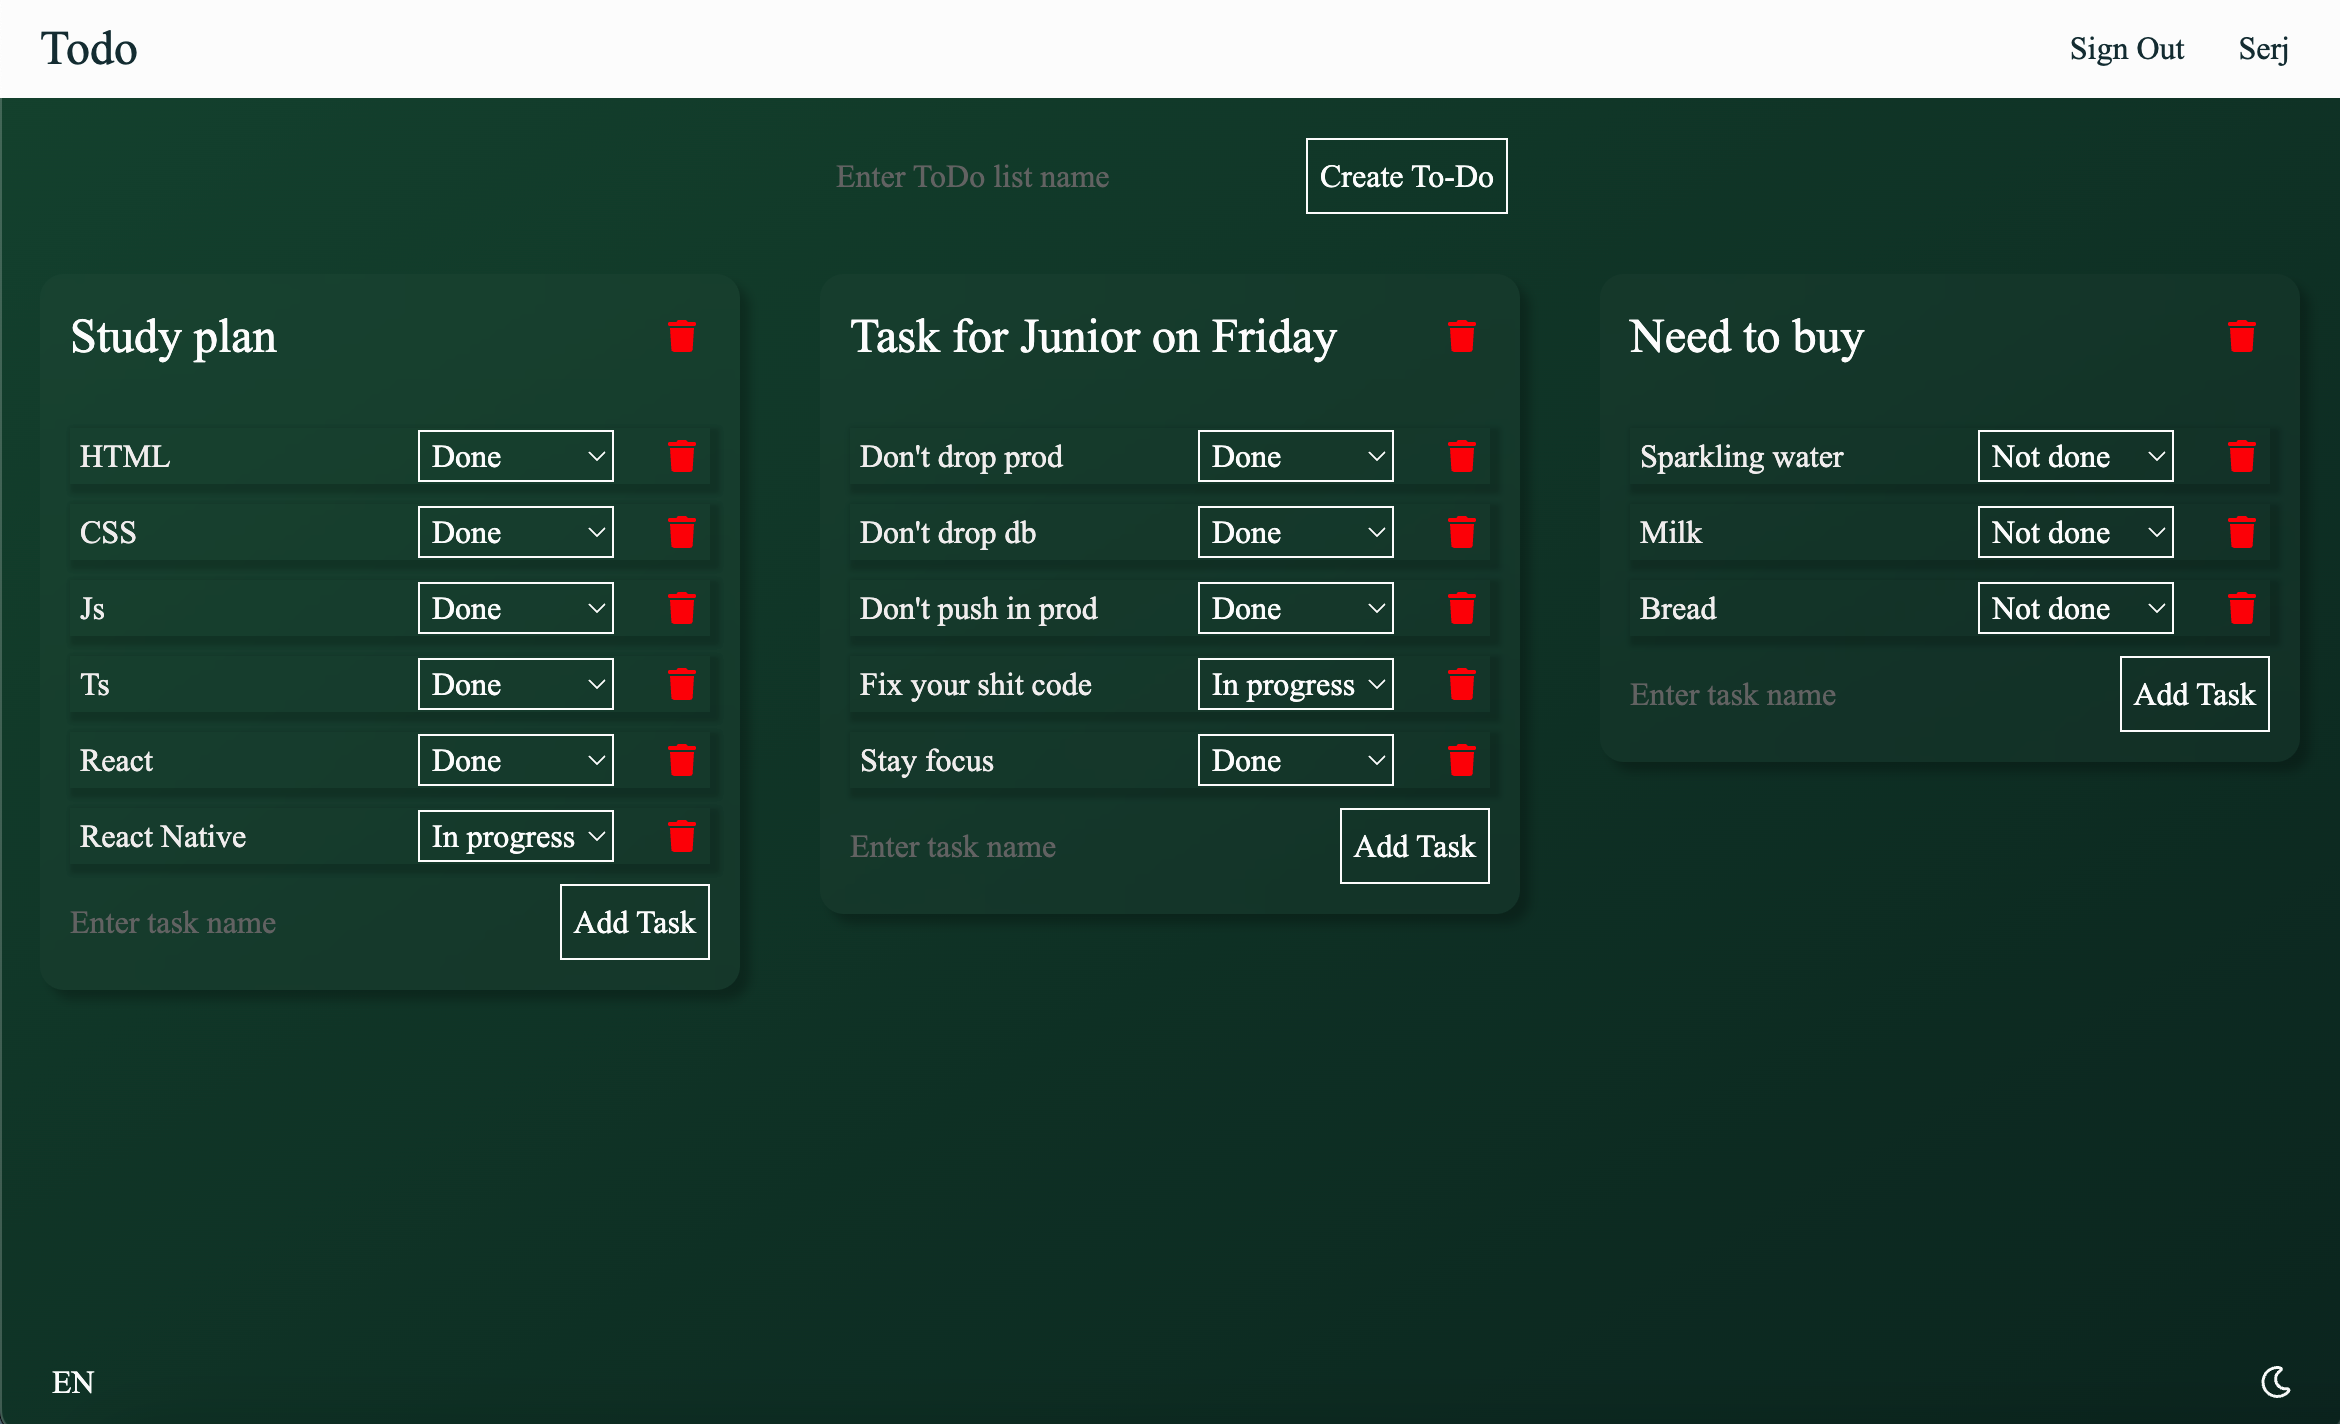 Todo
Sign Out
Serj
Enter ToDo list name
Create To-Do
Study plan
HTML
Done
CSS
Done
Js
Done
Ts
Done
React
Done
React Native
In progress
Enter task name
Add Task
Task for Junior on Friday
Don't drop prod
Done
Don't drop db
Done
Don't push in prod
Done
Fix your shit code
In progress
Stay focus
Done
Enter task name
Add Task
Need to buy
Sparkling water
Not done
Milk
Not done
Bread
Not done
Enter task name
Add Task
EN